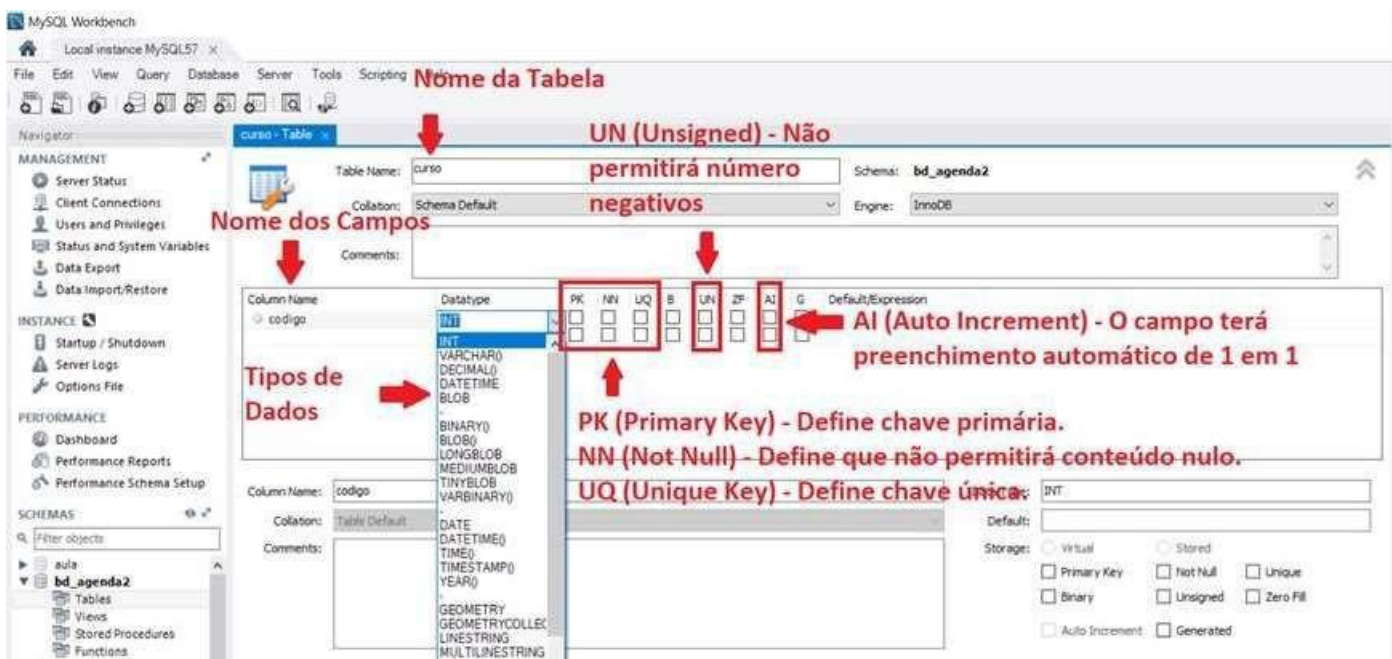 MySQL Workbench
Local instance MySQL57 ×
File Edit View Query Database Server Tools Scripting
Nome da Tabela
Navigator
curso - Table ×
MANAGEMENT
Server Status
Client Connections
Users and Privileges
Status and System Variables
Data Export
Data Import/Restore
INSTANCE
Startup / Shutdown
Server Logs
Options File
PERFORMANCE
Dashboard
Performance Reports
Performance Schema Setup
SCHEMAS
Filter objects
aula
bd_agenda2
Tables
Views
Stored Procedures
Functions
Table Name: curso
Schema: bd_agenda2
Collation: Schema Default
Engine: InnoDB
Comments:
UN (Unsigned) - Não
permitirá número
negativos
Nome dos Campos
Column Name Datatype PK NN UQ B UN ZF AI G Default/Expression
codigo INT
INT
VARCHAR()
DECIMAL()
DATETIME
BLOB
-
BINARY()
BLOB()
LONGBLOB
MEDIUMBLOB
TINYBLOB
VARBINARY()
-
DATE
DATETIME()
TIME()
TIMESTAMP()
YEAR()
-
GEOMETRY
GEOMETRYCOLLEC
LINESTRING
MULTILINESTRING
Tipos de
Dados
AI (Auto Increment) - O campo terá
preenchimento automático de 1 em 1
PK (Primary Key) - Define chave primária.
NN (Not Null) - Define que não permitirá conteúdo nulo.
UQ (Unique Key) - Define chave única.
Column Name: codigo
INT
Collation: Table Default
Default:
Comments:
Storage: Virtual Stored
Primary Key Not Null Unique
Binary Unsigned Zero Fill
Auto Increment Generated